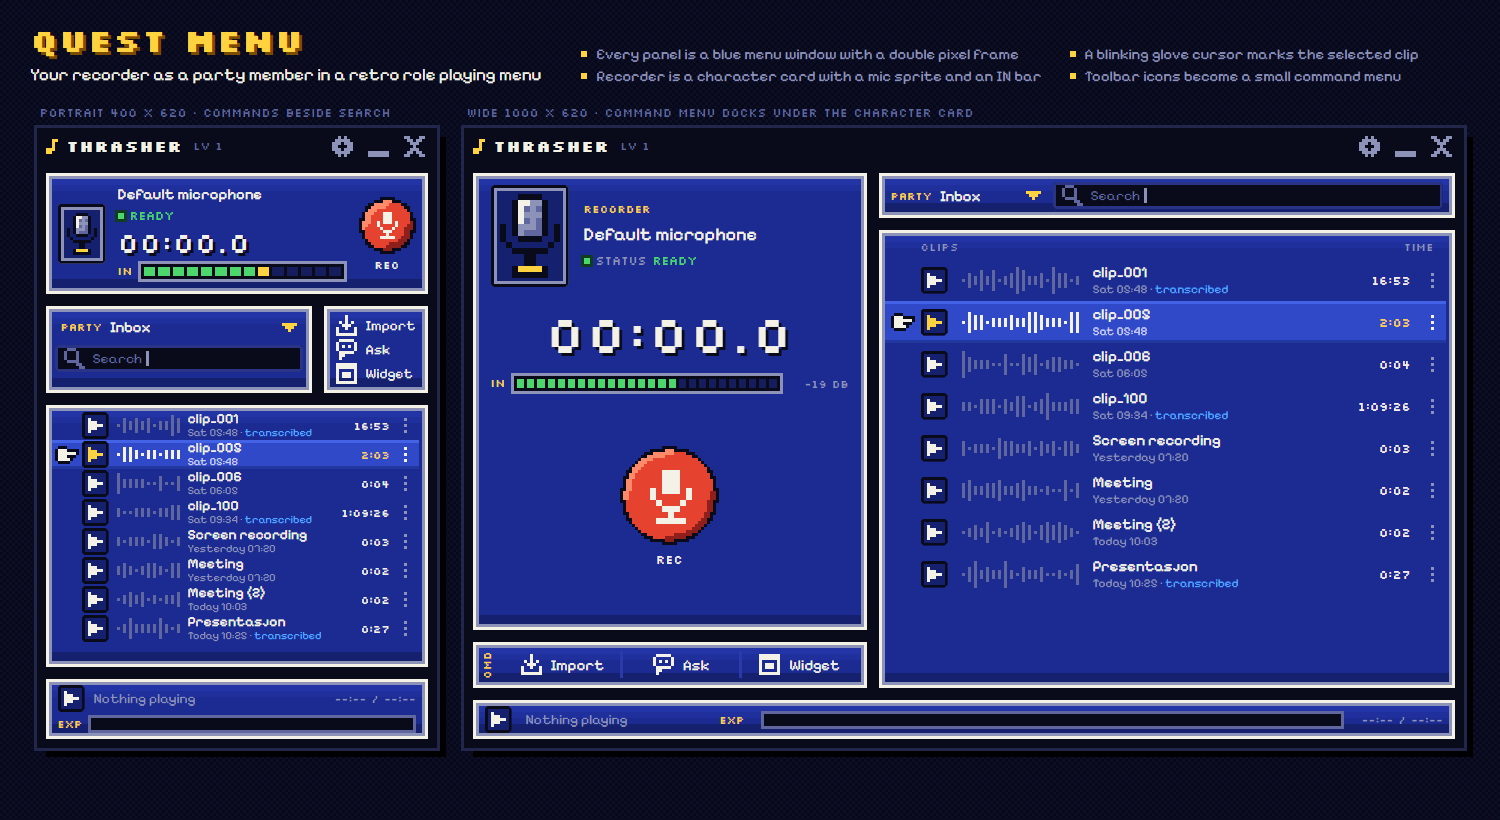 QUEST MENU
Your recorder as a party member in a retro role playing menu
Every panel is a blue menu window with a double pixel frame
Recorder is a character card with a mic sprite and an IN bar
A blinking glove cursor marks the selected clip
Toolbar icons become a small command menu
PORTRAIT 400 X 620 · COMMANDS BESIDE SEARCH
THRASHER LV 1
Default microphone
READY
00:00.0
IN
REC
PARTY Inbox
Search
Import
Ask
Widget
clip_001
Sat 05:48 · transcribed
16:53
clip_005
Sat 05:48
2:03
clip_006
Sat 06:05
0:04
clip_100
Sat 09:34 · transcribed
1:09:26
Screen recording
Yesterday 07:20
0:03
Meeting
Yesterday 07:20
0:02
Meeting (2)
Today 10:03
0:02
Presentasjon
Today 10:25 · transcribed
0:27
Nothing playing
--:-- / --:--
EXP
WIDE 1000 X 620 · COMMAND MENU DOCKS UNDER THE CHARACTER CARD
THRASHER LV 1
RECORDER
Default microphone
STATUS READY
00:00.0
IN
-19 DB
REC
CMD
Import
Ask
Widget
PARTY Inbox
Search
CLIPS
TIME
clip_001
Sat 05:48 · transcribed
16:53
clip_005
Sat 05:48
2:03
clip_006
Sat 06:05
0:04
clip_100
Sat 09:34 · transcribed
1:09:26
Screen recording
Yesterday 07:20
0:03
Meeting
Yesterday 07:20
0:02
Meeting (2)
Today 10:03
0:02
Presentasjon
Today 10:25 · transcribed
0:27
Nothing playing
EXP
--:-- / --:--